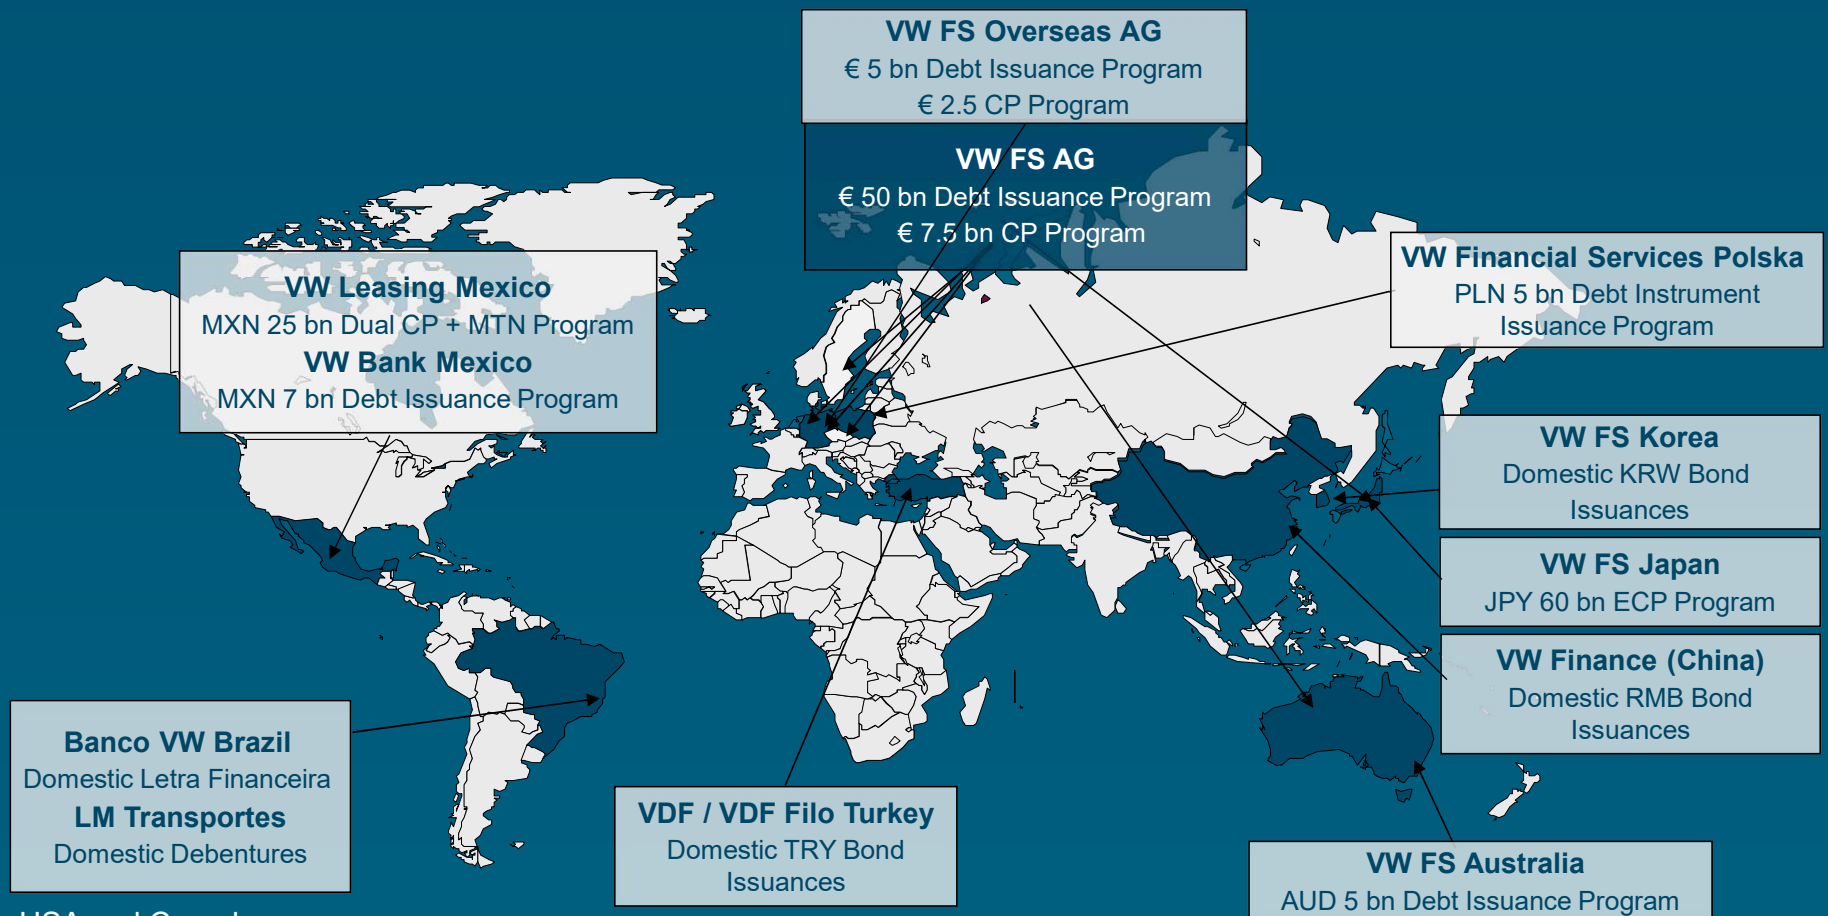 VW FS Overseas AG
€ 5 bn Debt Issuance Program
€ 2.5 CP Program
VW FS AG
€ 50 bn Debt Issuance Program
€ 7.5 bn CP Program
VW Leasing Mexico
MXN 25 bn Dual CP + MTN Program
VW Bank Mexico
MXN 7 bn Debt Issuance Program
VW Financial Services Polska
PLN 5 bn Debt Instrument
Issuance Program
VW FS Korea
Domestic KRW Bond
Issuances
VW FS Japan
JPY 60 bn ECP Program
VW Finance (China)
Domestic RMB Bond
Issuances
Banco VW Brazil
Domestic Letra Financeira
LM Transportes
Domestic Debentures
VDF / VDF Filo Turkey
Domestic TRY Bond
Issuances
VW FS Australia
AUD 5 bn Debt Issuance Program